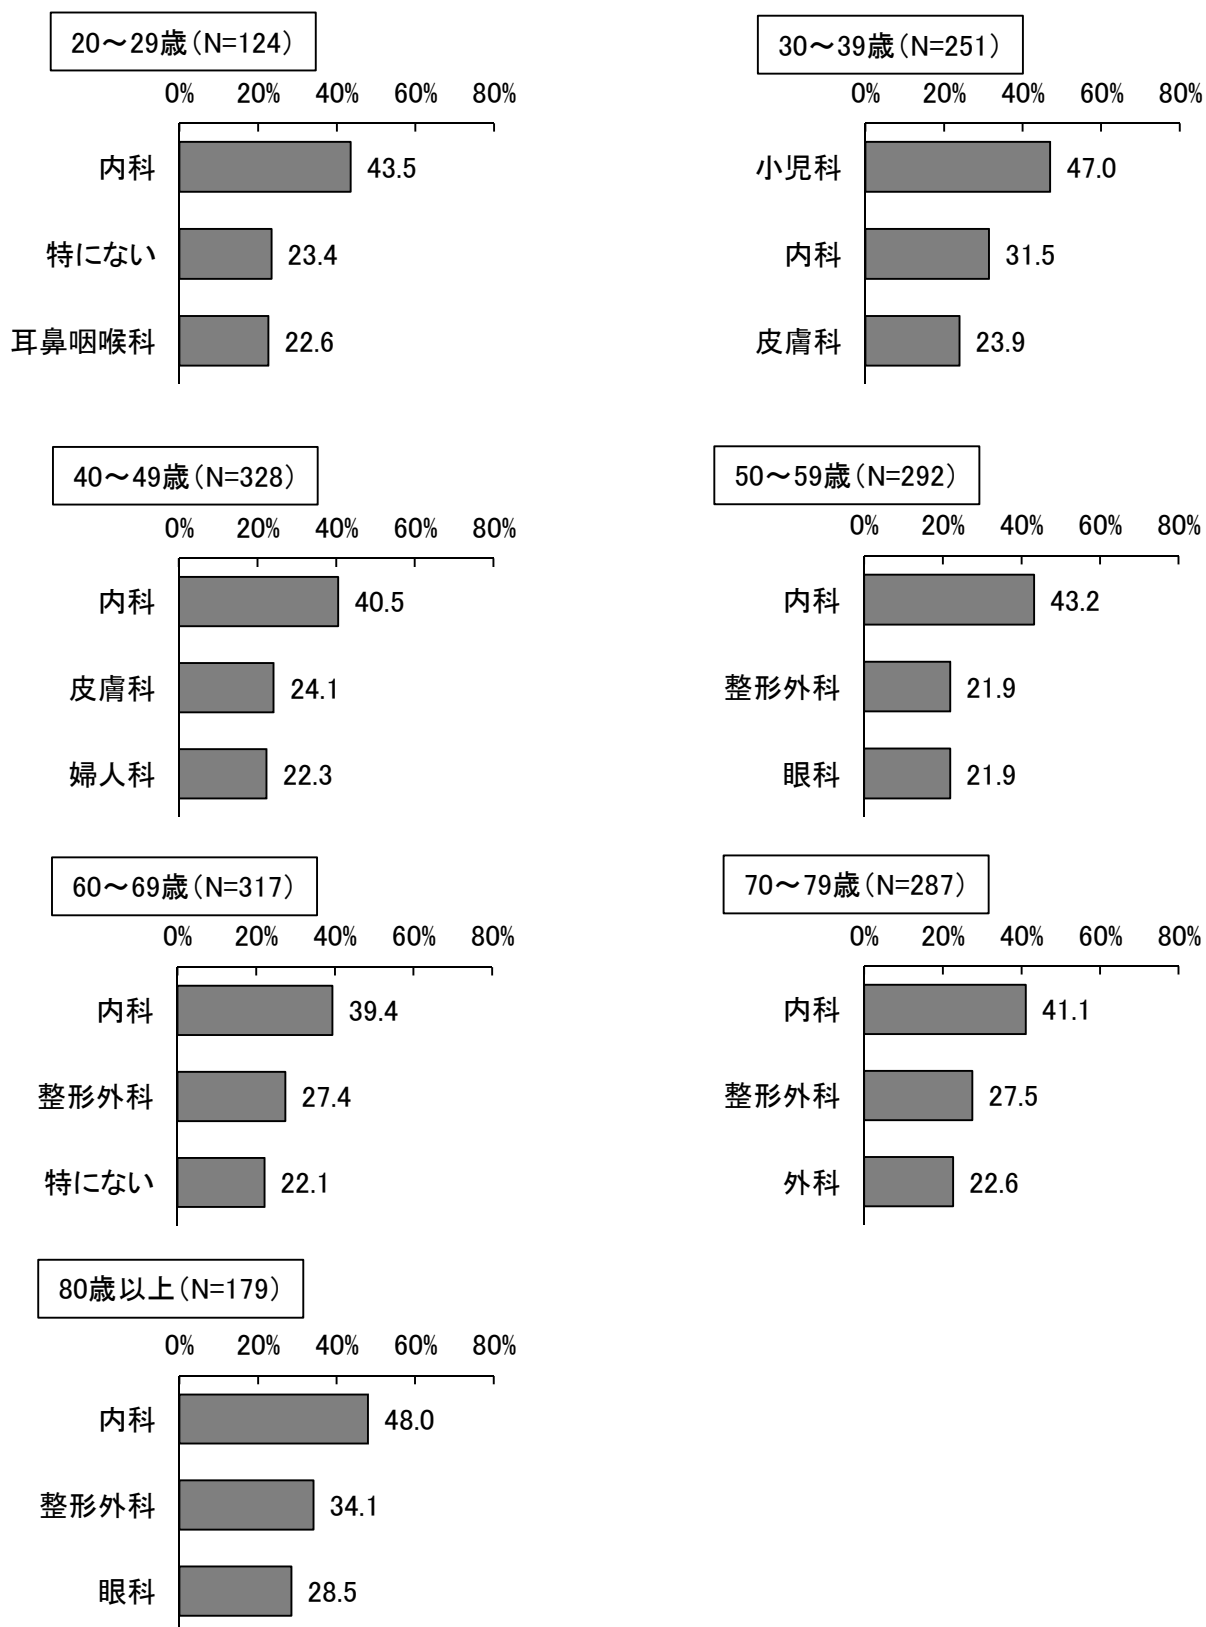 20～29歳（N=124）
0% 20% 40% 60% 80%
内科 43.5
特にない 23.4
耳鼻咽喉科 22.6
30～39歳（N=251）
0% 20% 40% 60% 80%
小児科 47.0
内科 31.5
皮膚科 23.9
40～49歳（N=328）
0% 20% 40% 60% 80%
内科 40.5
皮膚科 24.1
婦人科 22.3
50～59歳（N=292）
0% 20% 40% 60% 80%
内科 43.2
整形外科 21.9
眼科 21.9
60～69歳（N=317）
0% 20% 40% 60% 80%
内科 39.4
整形外科 27.4
特にない 22.1
70～79歳（N=287）
0% 20% 40% 60% 80%
内科 41.1
整形外科 27.5
外科 22.6
80歳以上（N=179）
0% 20% 40% 60% 80%
内科 48.0
整形外科 34.1
眼科 28.5